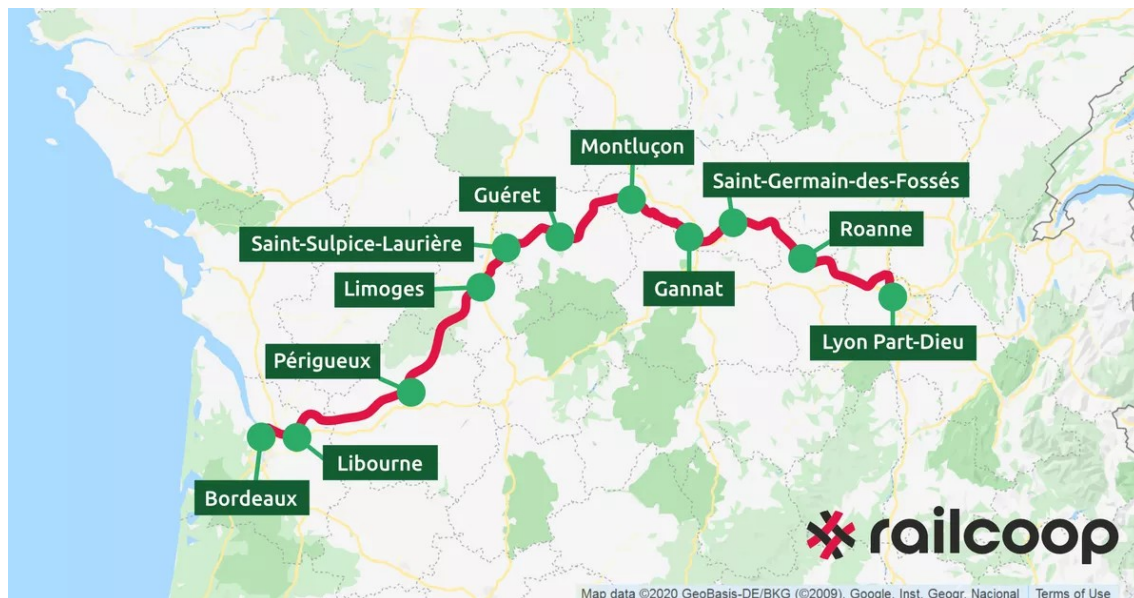 Montluçon
Saint-Germain-des-Fossés
Guéret
Roanne
Saint-Sulpice-Laurière
Limoges
Gannat
Lyon Part-Dieu
Périgueux
Libourne
Bordeaux
railcoop
Map data ©2020 GeoBasis-DE/BKG (©2009), Google, Inst. Geogr. Nacional Terms of Use